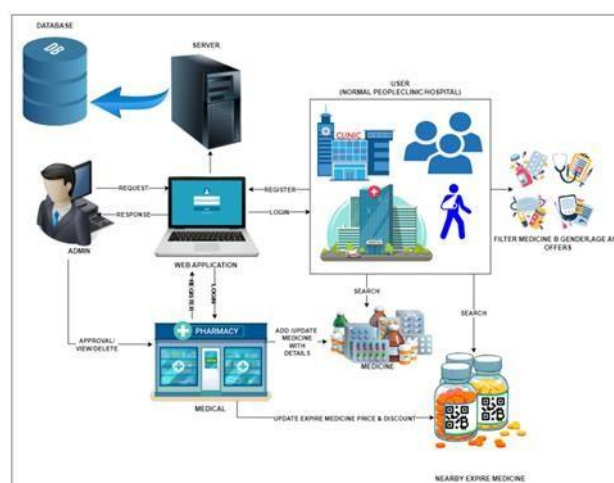 DATABASE
DB
SERVER
USER
(NORMAL PEOPLECLINIC/HOSPITAL)
CLINIC
REQUEST
REGISTER
RESPONSE
LOGIN
ADMIN
WEB APPLICATION
FILTER MEDICINE B GENDER,AGE AN
OFFERS
REGISTER
LOGIN
SEARCH
SEARCH
PHARMACY
APPROVAL/
VIEW/DELETE
ADD /UPDATE
MEDICINE
WITH
DETAILS
MEDICINE
MEDICAL
UPDATE EXPIRE MEDICINE PRICE & DISCOUNT
NEARBY EXPIRE MEDICINE